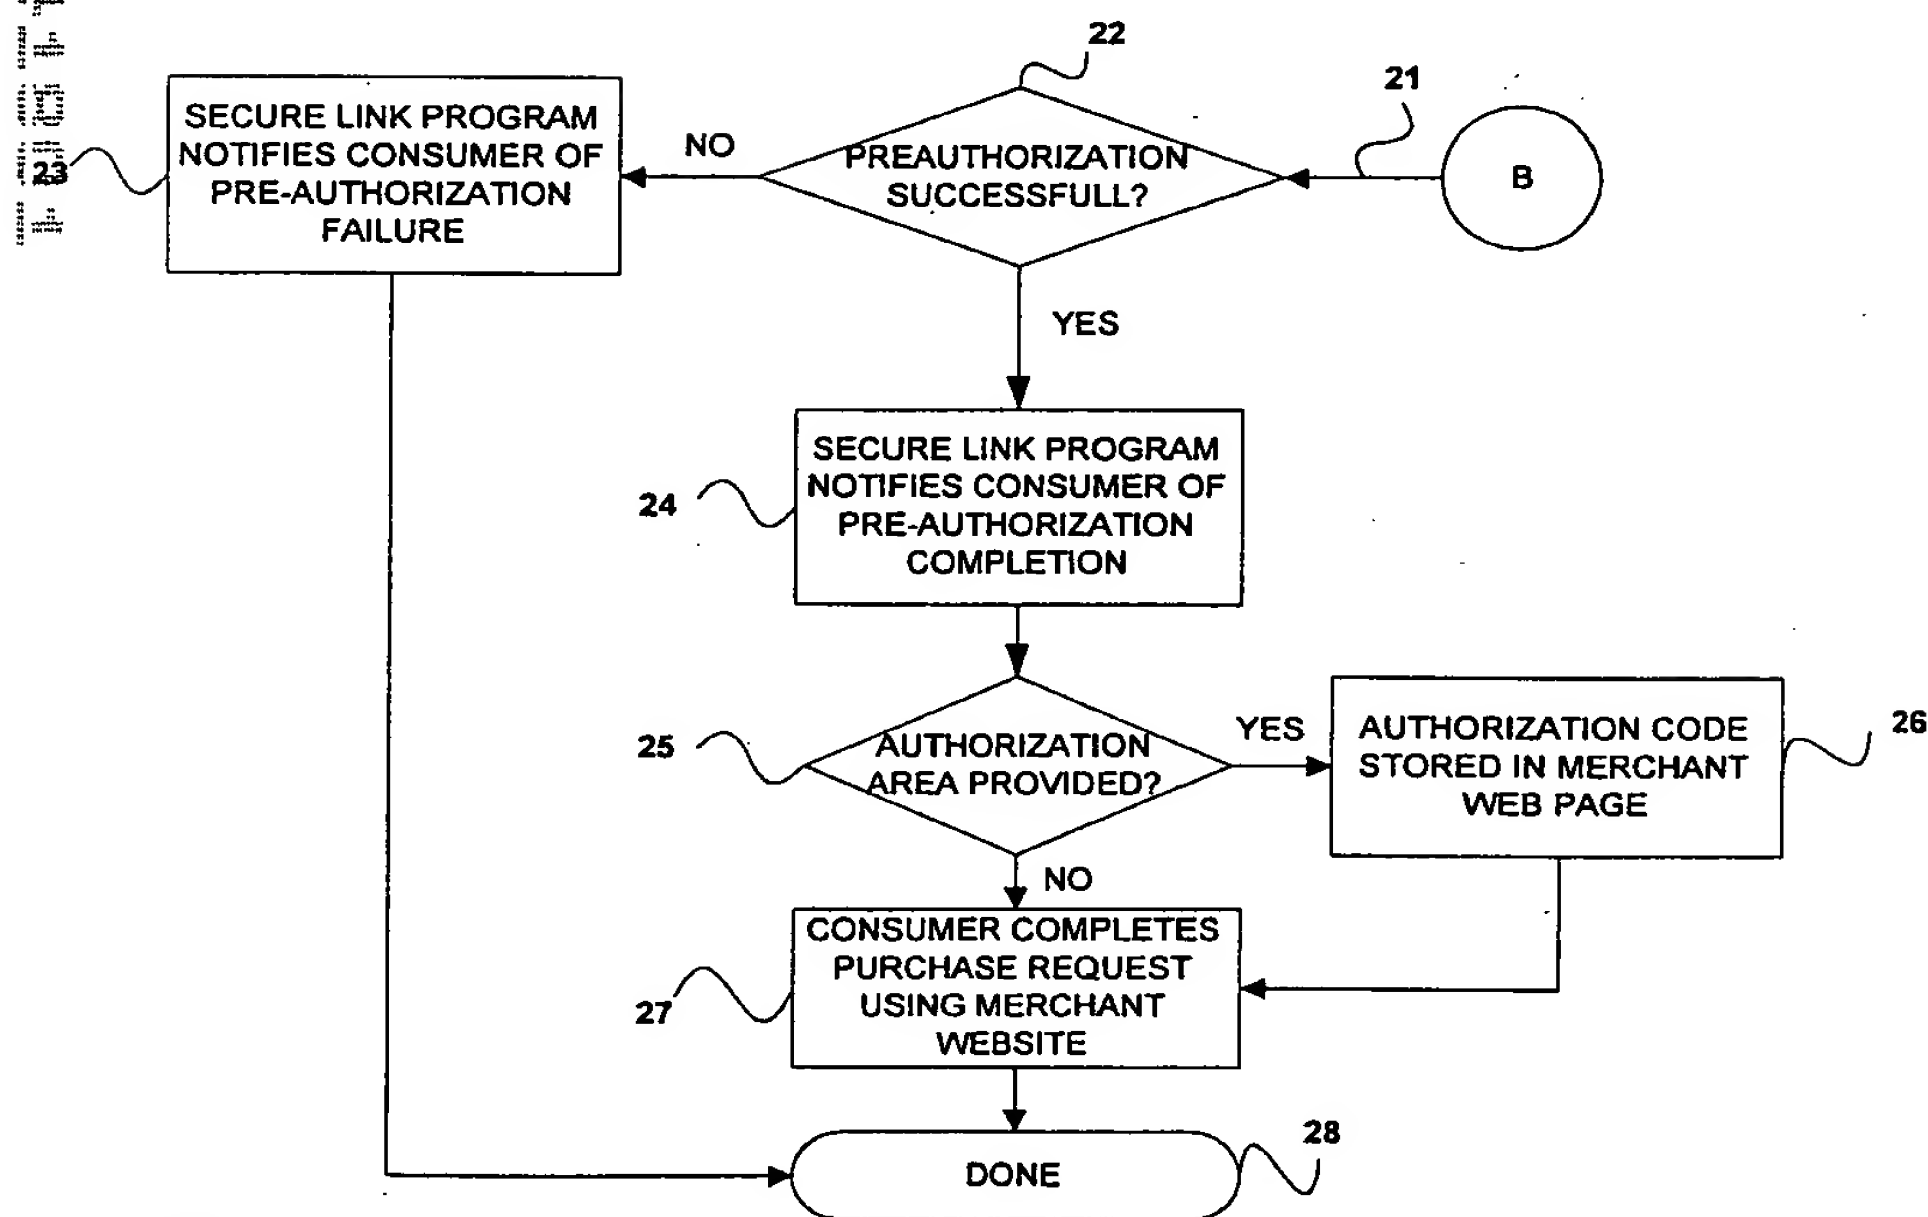 22
21
SECURE LINK PROGRAM
NOTIFIES CONSUMER OF
PRE-AUTHORIZATION
FAILURE
23
NO
PREAUTHORIZATION
SUCCESSFULL?
B
YES
SECURE LINK PROGRAM
NOTIFIES CONSUMER OF
PRE-AUTHORIZATION
COMPLETION
24
25
AUTHORIZATION
AREA PROVIDED?
YES
AUTHORIZATION CODE
STORED IN MERCHANT
WEB PAGE
26
NO
CONSUMER COMPLETES
PURCHASE REQUEST
USING MERCHANT
WEBSITE
27
DONE
28